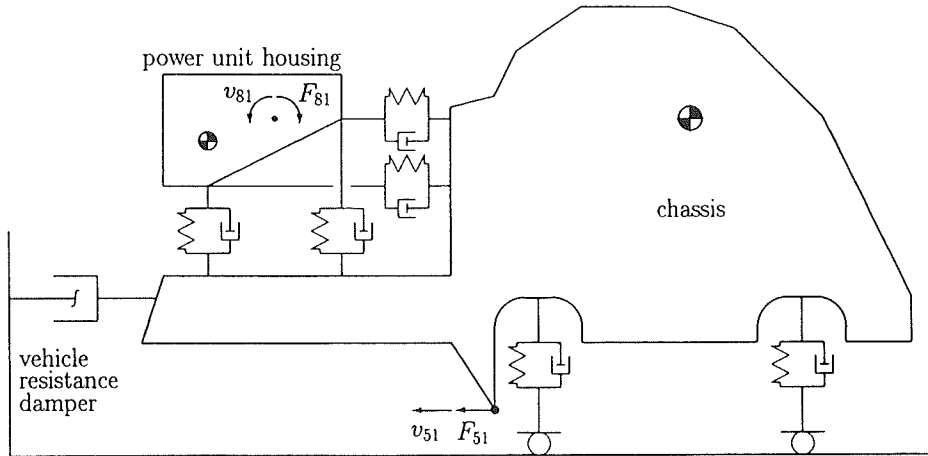 power unit housing
v81 F81
chassis
vehicle
resistance
damper
v51 F51